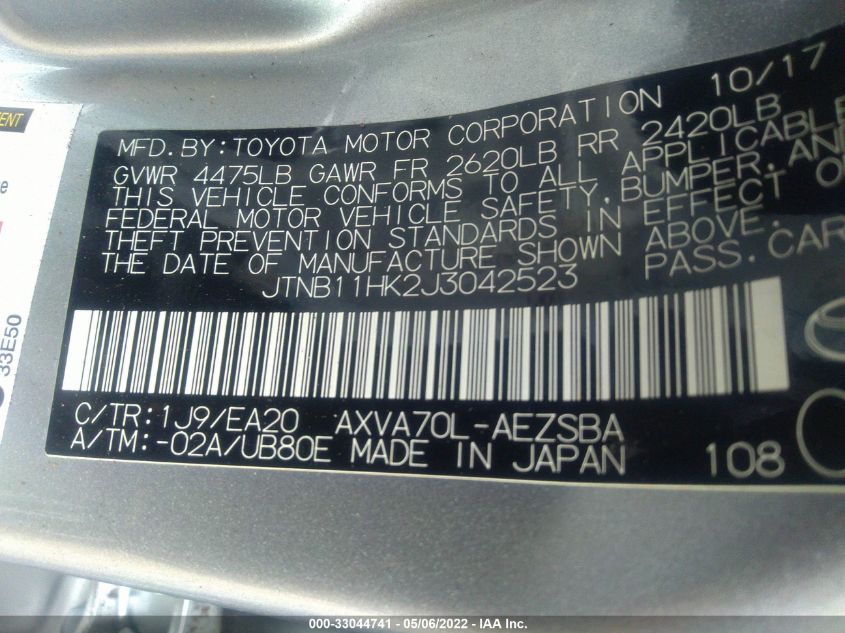 MFD.BY:TOYOTA MOTOR CORPORATION 10/17
GVWR 4475LB GAWR FR 2620LB RR 2420LB
THIS VEHICLE CONFORMS TO ALL APPLICABLE
FEDERAL MOTOR VEHICLE SAFETY,BUMPER,AND
THEFT PREVENTION STANDARDS IN EFFECT O
THE DATE OF MANUFACTURE SHOWN ABOVE.
JTNB11HK2J3042523 PASS.CAR
C/TR:1J9/EA20 AXVA70L-AEZSBA
A/TM:-02A/UB80E MADE IN JAPAN 108
33E50
000-33044741 - 05/06/2022 - IAA Inc.